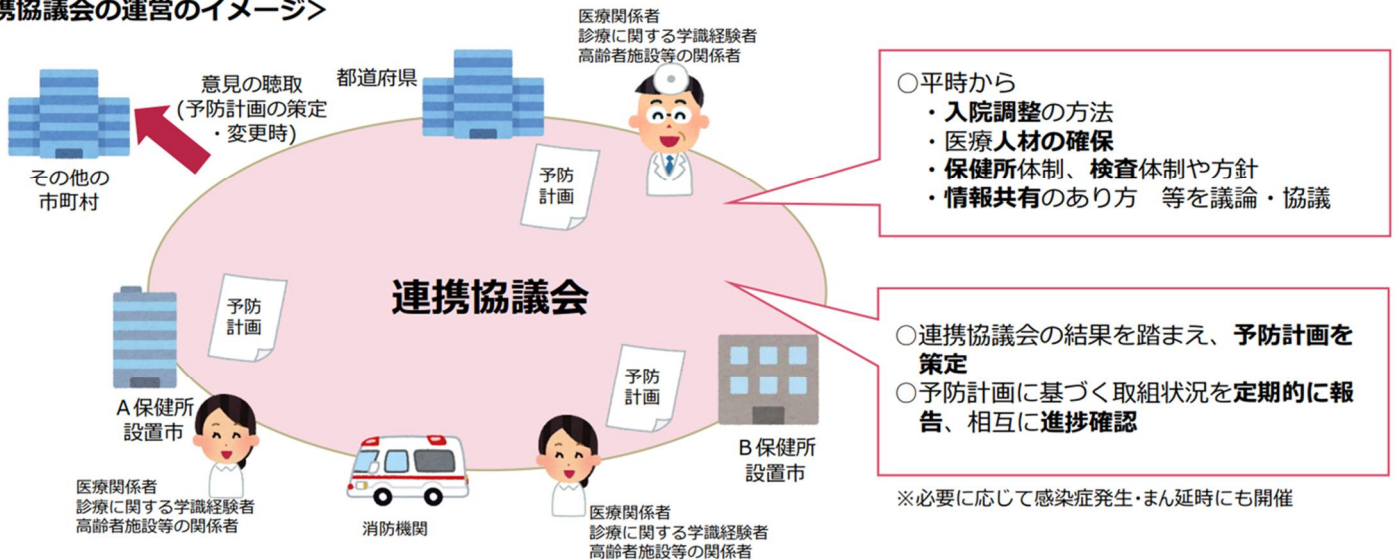 携協議会の運営のイメージ>
医療関係者
診療に関する学識経験者
高齢者施設等の関係者
都道府県
意見の聴取
(予防計画の策定
・変更時)
その他の
市町村
予防
計画
○平時から
・入院調整の方法
・医療人材の確保
・保健所体制、検査体制や方針
・情報共有のあり方　等を議論・協議
連携協議会
予防
計画
予防
計画
○連携協議会の結果を踏まえ、予防計画を
策定
○予防計画に基づく取組状況を定期的に報
告、相互に進捗確認
A保健所
設置市
B保健所
設置市
医療関係者
診療に関する学識経験者
高齢者施設等の関係者
消防機関
医療関係者
診療に関する学識経験者
高齢者施設等の関係者
※必要に応じて感染症発生・まん延時にも開催